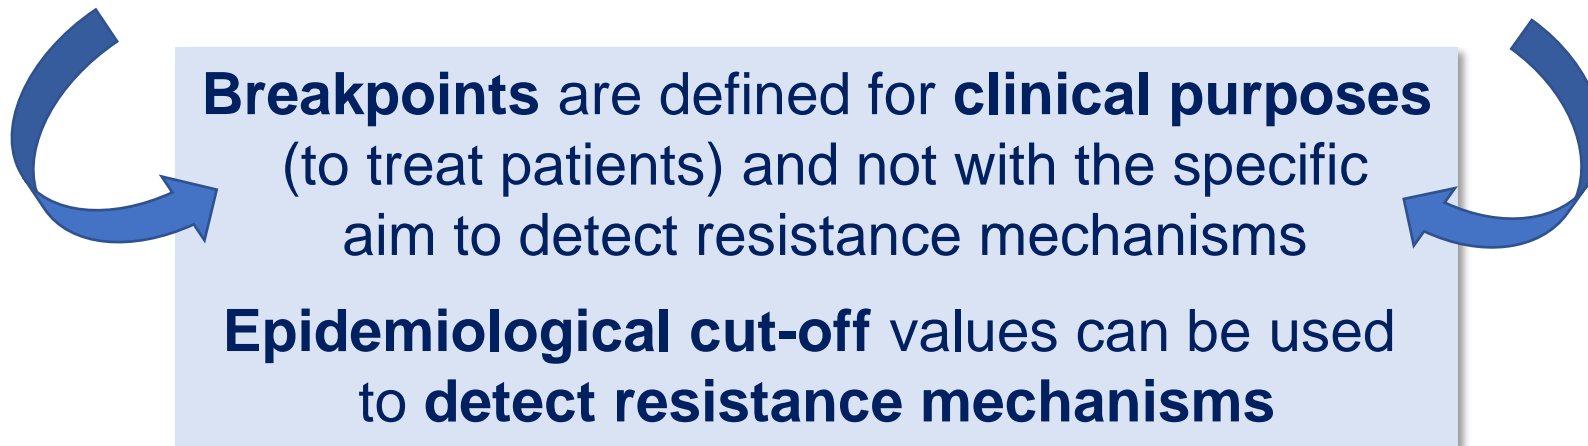 Breakpoints are defined for clinical purposes
(to treat patients) and not with the specific
aim to detect resistance mechanisms
Epidemiological cut-off values can be used
to detect resistance mechanisms